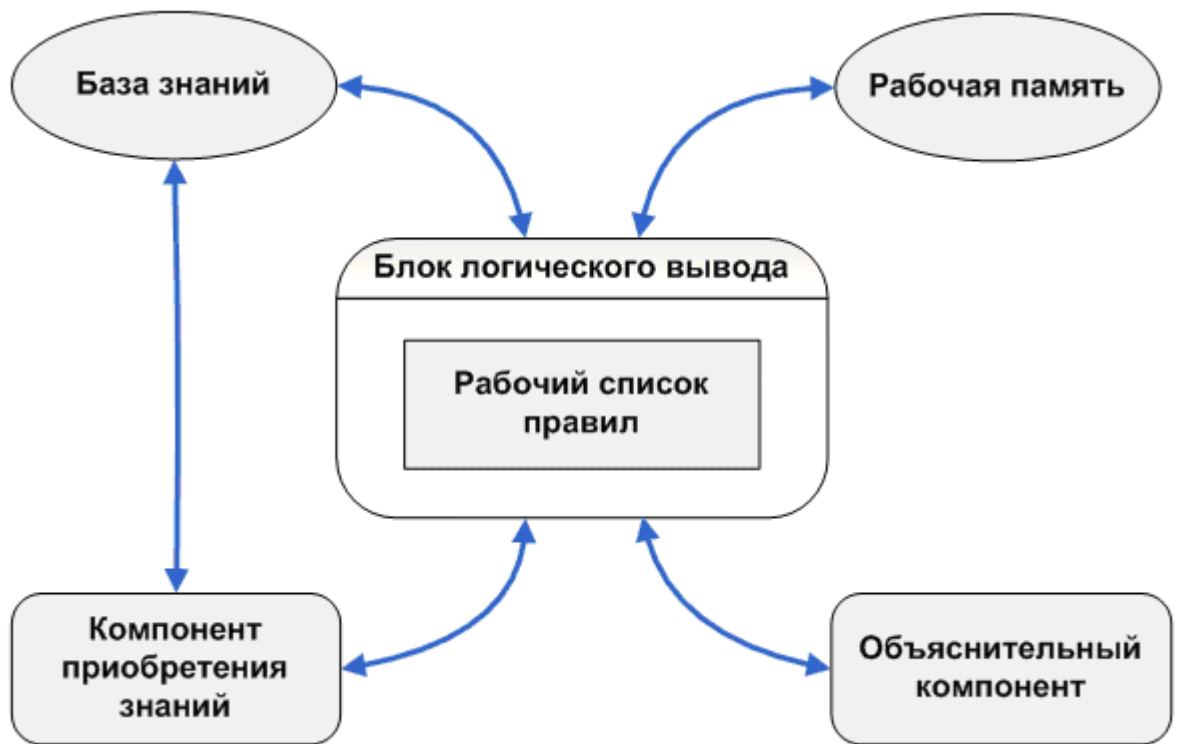 База знаний
Рабочая память
Блок логического вывода
Рабочий список
правил
Компонент
приобретения
знаний
Объяснительный
компонент